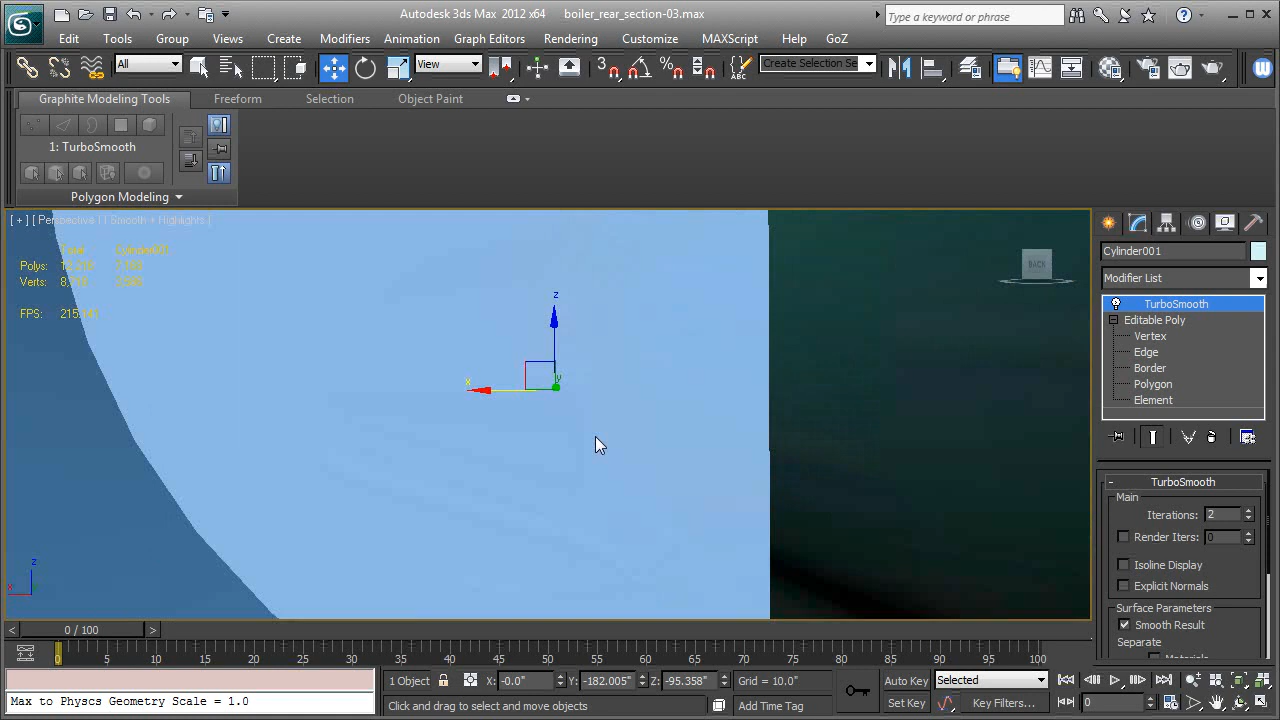 Autodesk 3ds Max 2012 x64 boiler_rear_section-03.max
Type a keyword or phrase
Edit Tools Group Views Create Modifiers Animation Graph Editors Rendering Customize MAXScript Help GoZ
All View Create Selection Se
Graphite Modeling Tools Freeform Selection Object Paint
1: TurboSmooth
Polygon Modeling
[ + ] [ Perspective ] [ Smooth + Highlights ]
Total Cylinder001
Polys:
Verts:
FPS:
z
x y
BACK
z
x
Cylinder001
Modifier List
TurboSmooth
Editable Poly
Vertex
Edge
Border
Polygon
Element
TurboSmooth
Main
Iterations: 2
Render Iters: 0
Isoline Display
Explicit Normals
Surface Parameters
Smooth Result
Separate
Materials
< 0 / 100 >
0 5 10 15 20 25 30 35 40 45 50 55 60 65 70 75 80 85 90 95 100
1 Object X: -0.0" Y: -182.005" Z: -95.358" Grid = 10.0" Auto Key Selected
Max to Physcs Geometry Scale = 1.0
Click and drag to select and move objects Add Time Tag Set Key Key Filters... 0